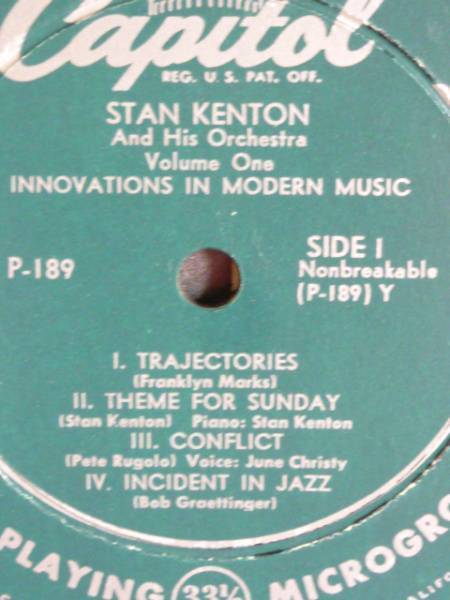 Capitol
REG. U. S. PAT. OFF.
STAN KENTON
And His Orchestra
Volume One
INNOVATIONS IN MODERN MUSIC
P-189
SIDE 1
Nonbreakable
(P-189) Y
I. TRAJECTORIES
(Franklyn Marks)
II. THEME FOR SUNDAY
(Stan Kenton) Piano: Stan Kenton
III. CONFLICT
(Pete Rugolo) Voice: June Christy
IV. INCIDENT IN JAZZ
(Bob Graettinger)
PLAYING 33⅓ MICROGRO
CALIFO